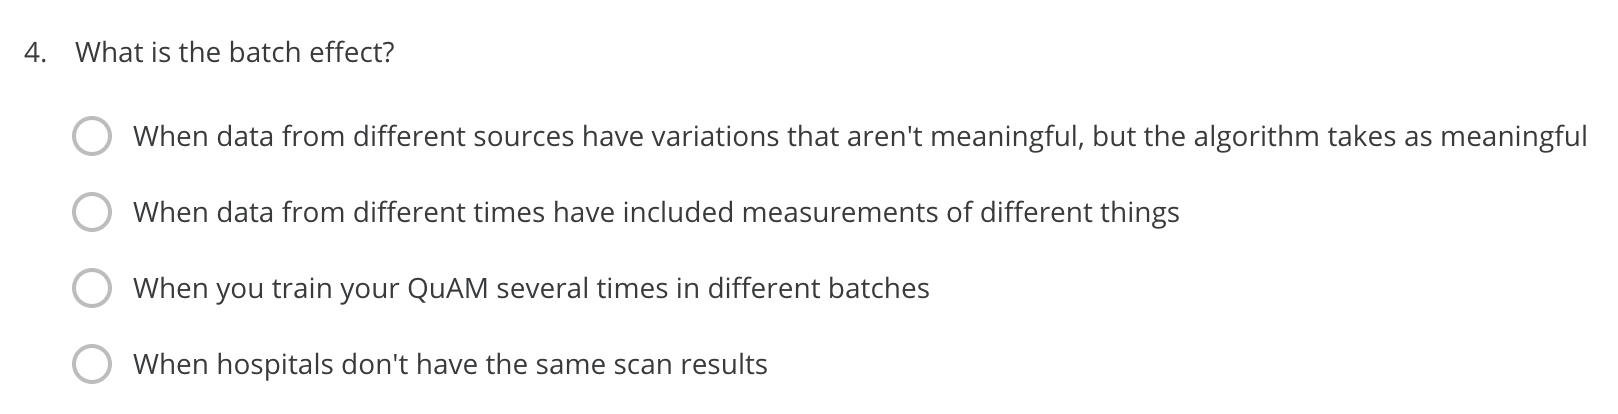 4. What is the batch effect?
When data from different sources have variations that aren't meaningful, but the algorithm takes as meaningful
When data from different times have included measurements of different things
When you train your QuAM several times in different batches
When hospitals don't have the same scan results